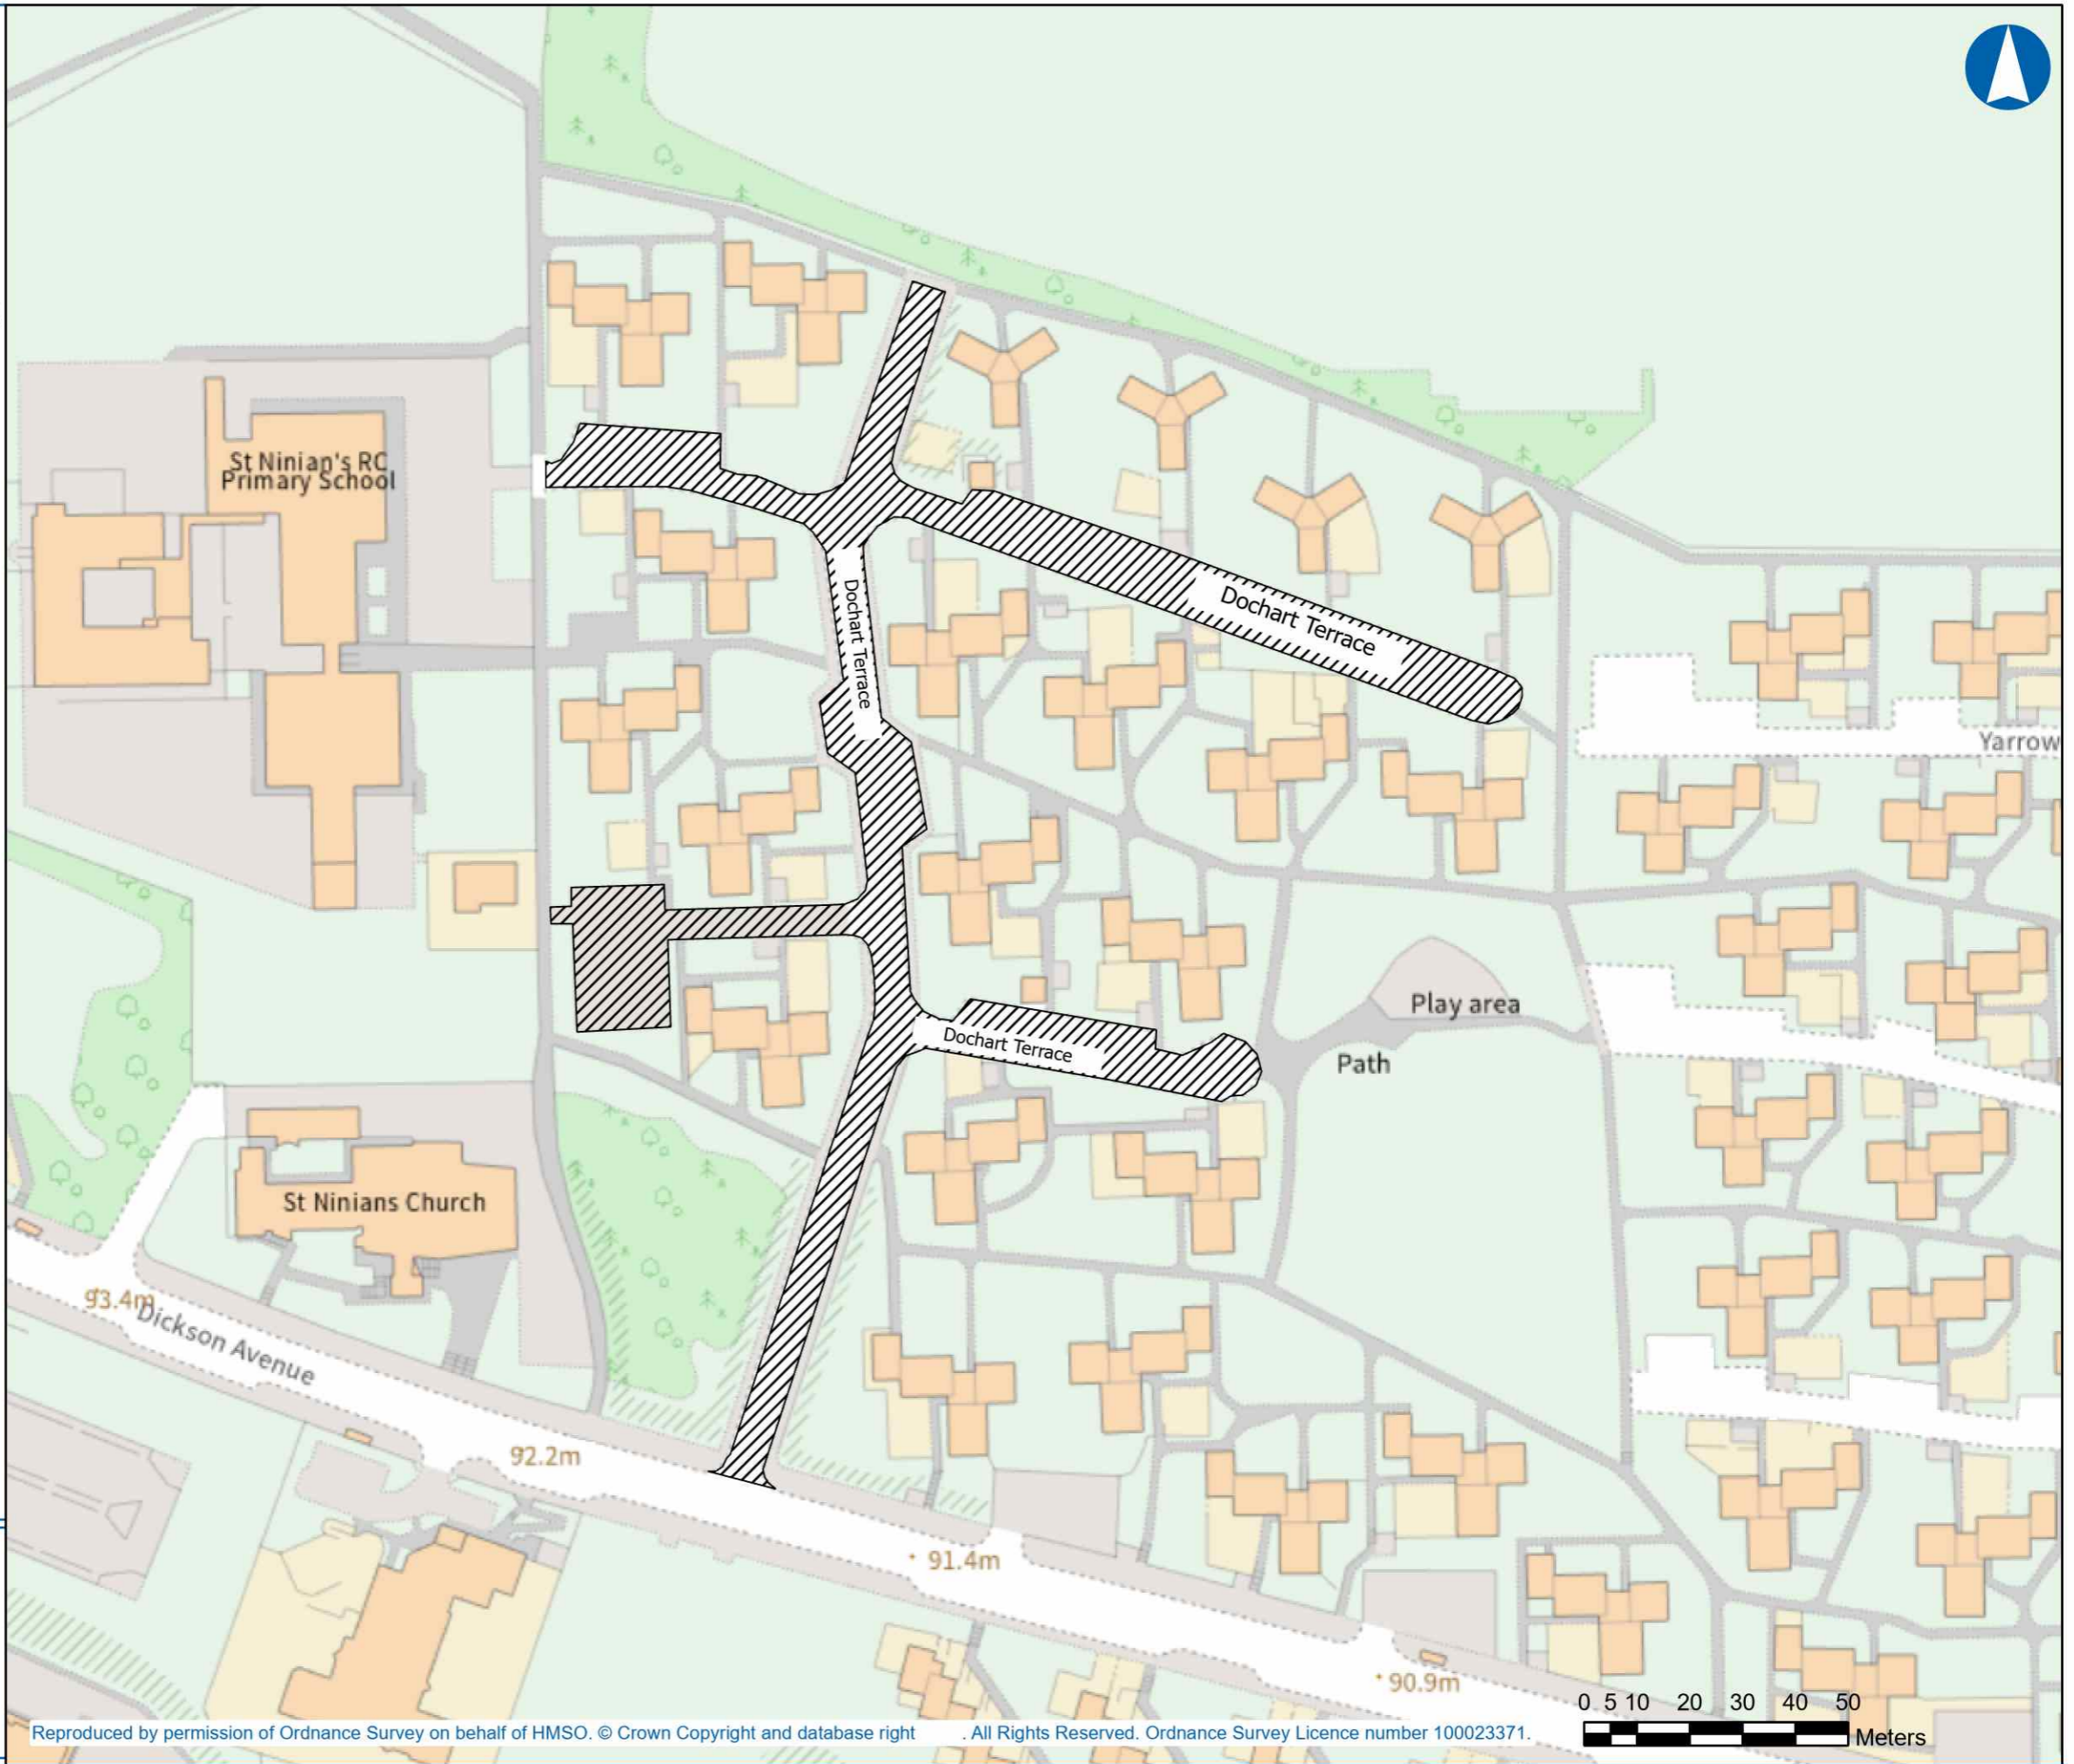 St Ninian's RC
Primary School
Dochart Terrace
Dochart Terrace
Yarrow
Play area
Dochart Terrace
Path
St Ninians Church
93.4m
Dickson Avenue
92.2m
91.4m
90.9m
0 5 10 20 30 40 50
Meters
Reproduced by permission of Ordnance Survey on behalf of HMSO. © Crown Copyright and database right . All Rights Reserved. Ordnance Survey Licence number 100023371.